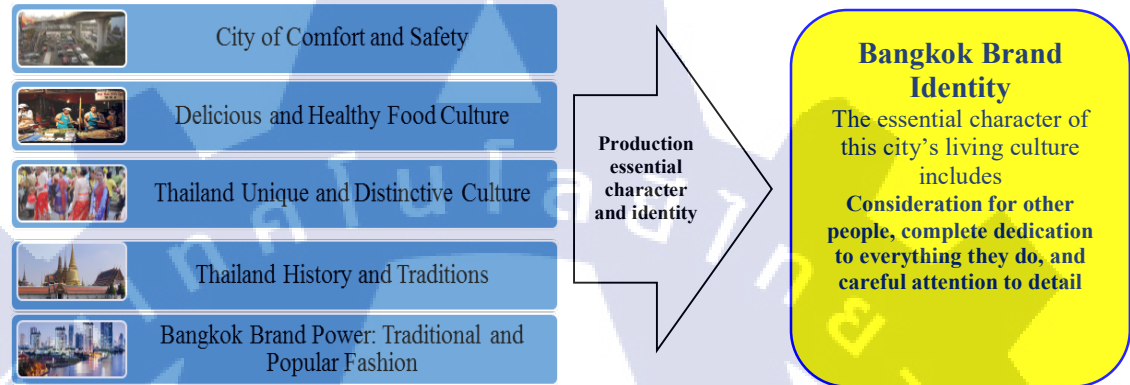 City of Comfort and Safety
Delicious and Healthy Food Culture
Thailand Unique and Distinctive Culture
Thailand History and Traditions
Bangkok Brand Power: Traditional and
Popular Fashion
Production
essential
character
and identity
Bangkok Brand
Identity
The essential character of
this city's living culture
includes
Consideration for other
people, complete dedication
to everything they do, and
careful attention to detail